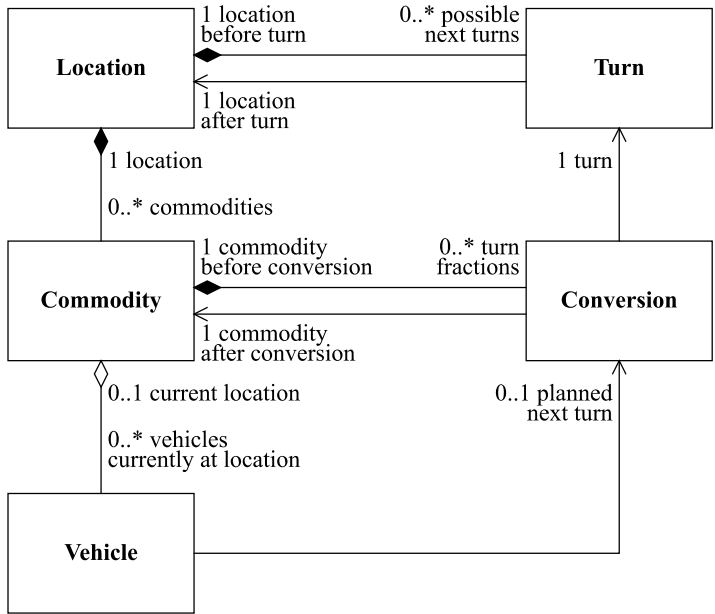 1 location
before turn
0..* possible
next turns
Location
Turn
1 location
after turn
1 location
1 turn
0..* commodities
1 commodity
before conversion
0..* turn
fractions
Commodity
Conversion
1 commodity
after conversion
0..1 current location
0..1 planned
next turn
0..* vehicles
currently at location
Vehicle